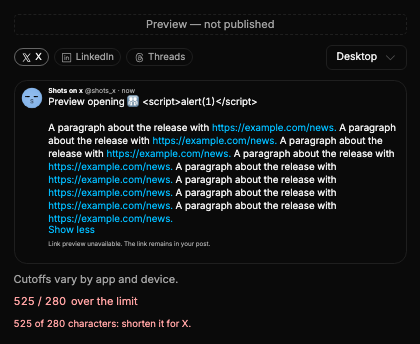 Preview — not published
X LinkedIn Threads Desktop
Shots on x @shots_x · now
Preview opening 🔠 <script>alert(1)</script>
A paragraph about the release with https://example.com/news. A paragraph
about the release with https://example.com/news. A paragraph about the
release with https://example.com/news. A paragraph about the release with
https://example.com/news. A paragraph about the release with
https://example.com/news. A paragraph about the release with
https://example.com/news. A paragraph about the release with
https://example.com/news. A paragraph about the release with
https://example.com/news.
Show less
Link preview unavailable. The link remains in your post.
Cutoffs vary by app and device.
525 / 280 over the limit
525 of 280 characters: shorten it for X.